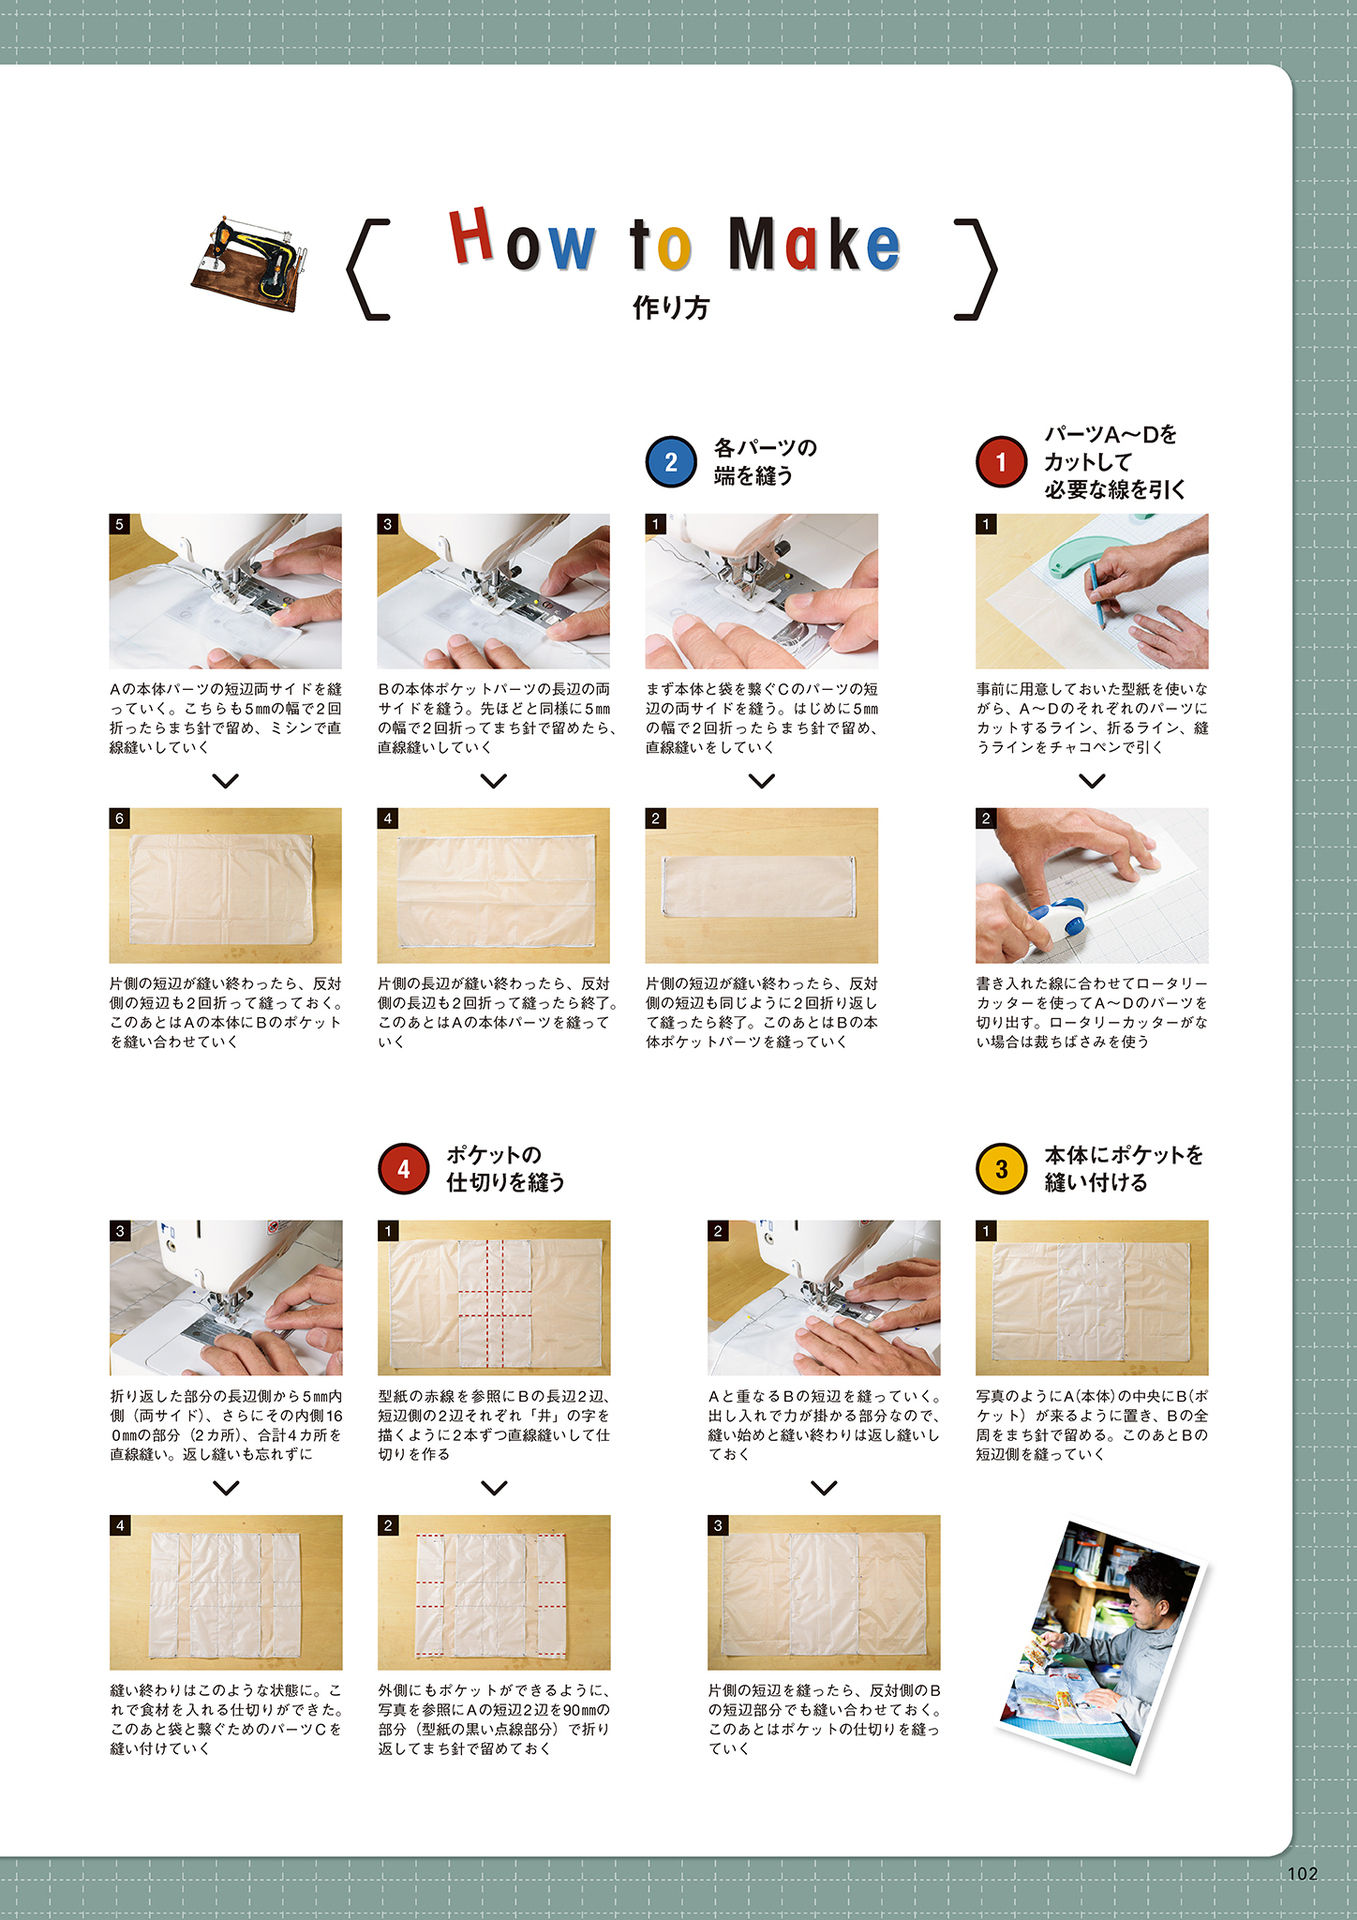 How to Make
作り方
1
パーツA〜Dを
カットして
必要な線を引く
1
事前に用意しておいた型紙を使いな
がら、A〜Dのそれぞれのパーツに
カットするライン、折るライン、縫
うラインをチャコペンで引く
2
書き入れた線に合わせてロータリー
カッターを使ってA〜Dのパーツを
切り出す。ロータリーカッターがな
い場合は裁ちばさみを使う
2
各パーツの
端を縫う
1
まず本体と袋を繋ぐCのパーツの短
辺の両サイドを縫う。はじめに5㎜
の幅で2回折ったらまち針で留め、
直線縫いをしていく
2
片側の短辺が縫い終わったら、反対
側の短辺も同じように2回折り返し
て縫ったら終了。このあとはBの本
体ポケットパーツを縫っていく
3
Bの本体ポケットパーツの長辺の両
サイドを縫う。先ほどと同様に5㎜
の幅で2回折ってまち針で留めたら、
直線縫いしていく
4
片側の長辺が縫い終わったら、反対
側の長辺も2回折って縫ったら終了。
このあとはAの本体パーツを縫って
いく
5
Aの本体パーツの短辺両サイドを縫
っていく。こちらも5㎜の幅で2回
折ったらまち針で留め、ミシンで直
線縫いしていく
6
片側の短辺が縫い終わったら、反対
側の短辺も2回折って縫っておく。
このあとはAの本体にBのポケット
を縫い合わせていく
3
本体にポケットを
縫い付ける
1
写真のようにA(本体)の中央にB(ポ
ケット）が来るように置き、Bの全
周をまち針で留める。このあとBの
短辺側を縫っていく
2
Aと重なるBの短辺を縫っていく。
出し入れで力が掛かる部分なので、
縫い始めと縫い終わりは返し縫いし
ておく
3
片側の短辺を縫ったら、反対側のB
の短辺部分でも縫い合わせておく。
このあとはポケットの仕切りを縫っ
ていく
4
ポケットの
仕切りを縫う
1
型紙の赤線を参照にBの長辺2辺、
短辺側の2辺それぞれ「井」の字を
描くように2本ずつ直線縫いして仕
切りを作る
2
外側にもポケットができるように、
写真を参照にAの短辺2辺を90㎜の
部分（型紙の黒い点線部分）で折り
返してまち針で留めておく
3
折り返した部分の長辺側から5㎜内
側（両サイド）、さらにその内側16
0㎜の部分（2カ所）、合計4カ所を
直線縫い。返し縫いも忘れずに
4
縫い終わりはこのような状態に。こ
れで食材を入れる仕切りができた。
このあと袋と繋ぐためのパーツCを
縫い付けていく
102